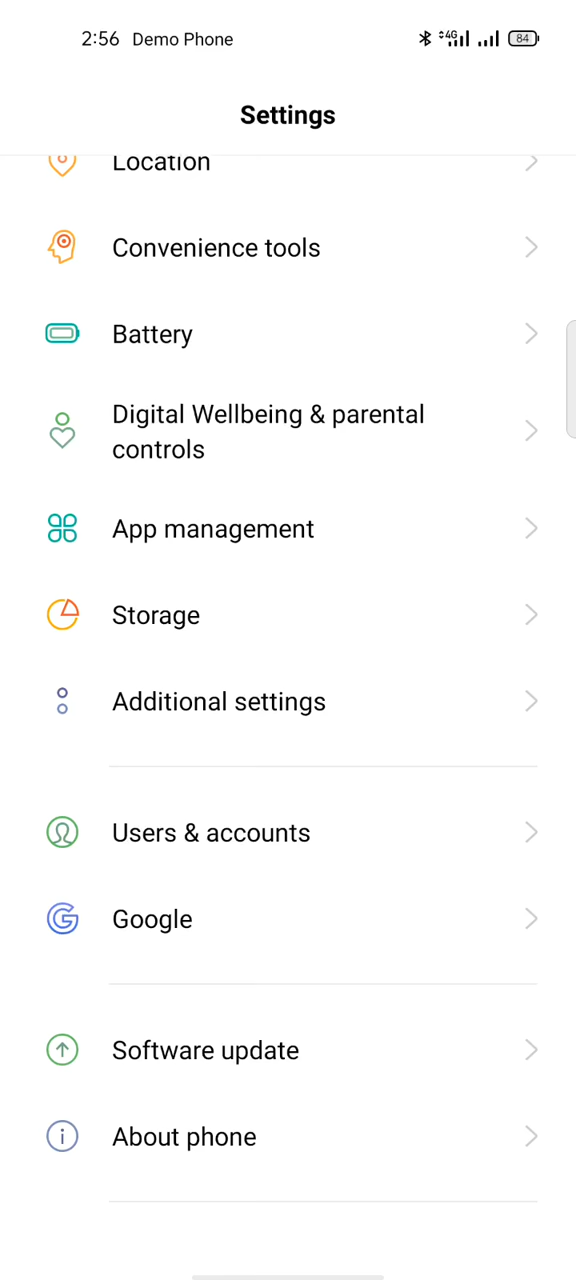 2:56 Demo Phone 4G 84
Settings
Location
Convenience tools
Battery
Digital Wellbeing & parental
controls
App management
Storage
Additional settings
Users & accounts
Google
Software update
About phone